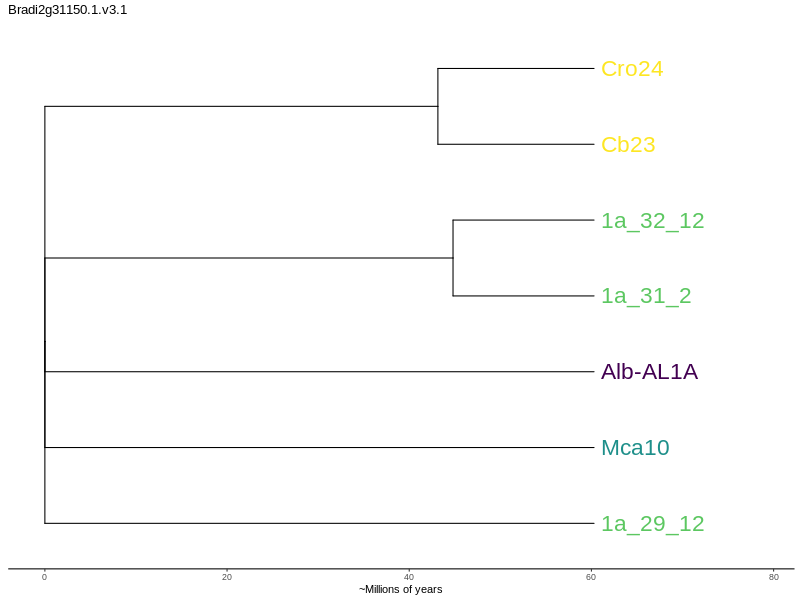 Bradi2g31150.1.v3.1
Cro24
Cb23
1a_32_12
1a_31_2
Alb-AL1A
Mca10
1a_29_12
0 20 40 60 80
~Millions of years